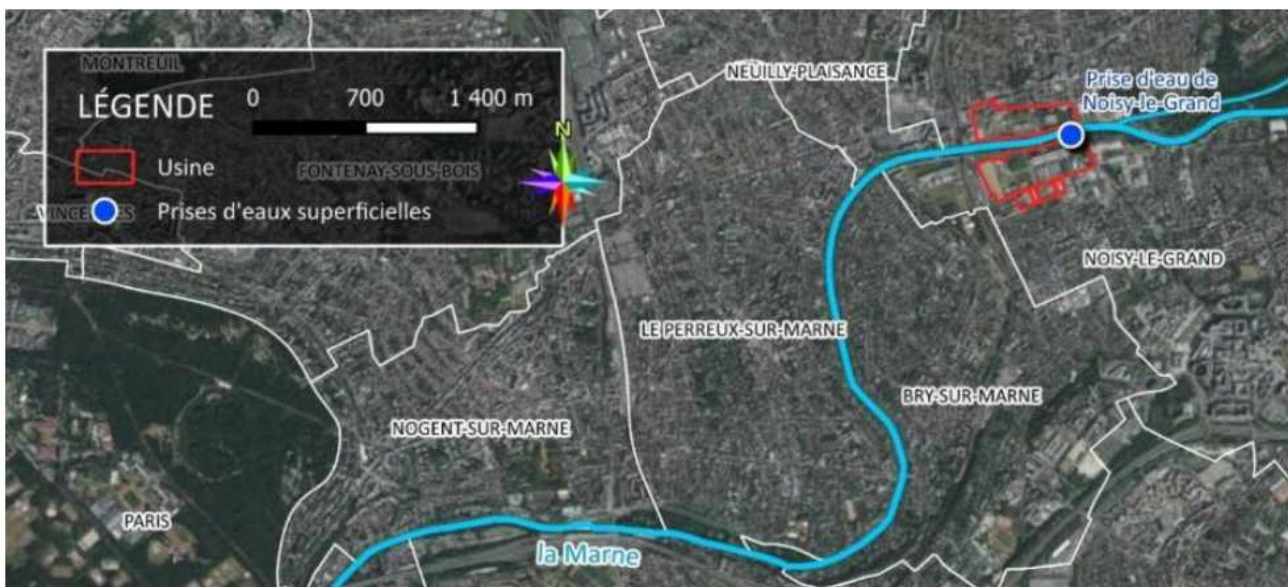 MONTREUIL
LÉGENDE
0 700 1 400 m
N
Usine
FONTENAY-SOUS-BOIS
VINCENNES
Prises d'eaux superficielles
NEUILLY-PLAISANCE
Prise d'eau de
Noisy-le-Grand
NOISY-LE-GRAND
LE PERREUX-SUR-MARNE
BRY-SUR-MARNE
NOGENT-SUR-MARNE
PARIS
la Marne